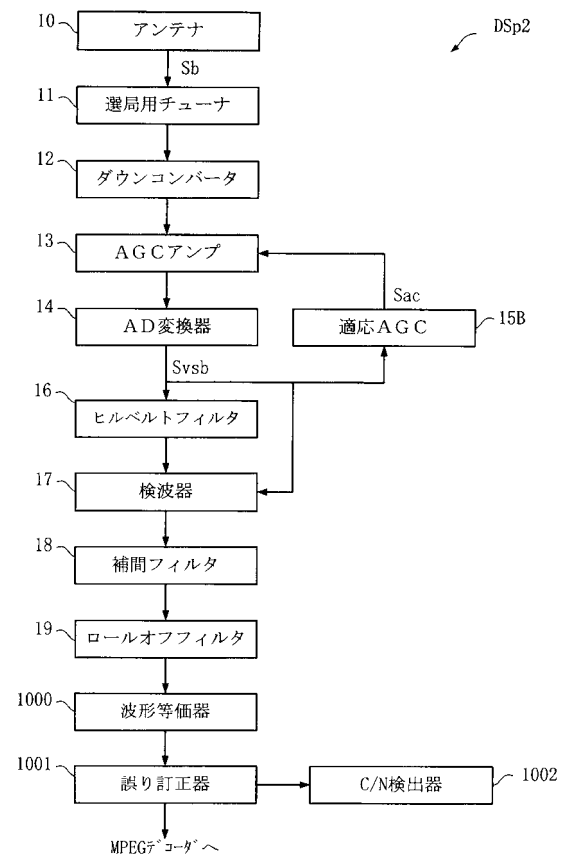 10
アンテナ
DSp2
Sb
11
選局用チューナ
12
ダウンコンバータ
13
AGCアンプ
Sac
14
AD変換器
適応AGC
15B
Svsb
16
ヒルベルトフィルタ
17
検波器
18
補間フィルタ
19
ロールオフフィルタ
1000
波形等価器
1001
誤り訂正器
C/N検出器
1002
MPEGデコーダへ